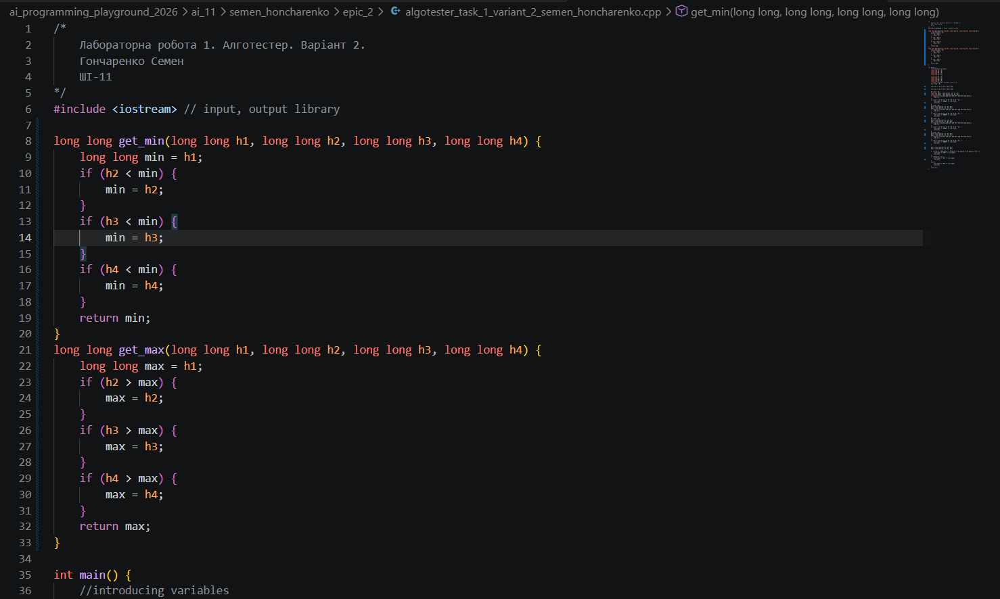 ai_programming_playground_2026 > ai_11 > semen_honcharenko > epic_2 > algotester_task_1_variant_2_semen_honcharenko.cpp > get_min(long long, long long, long long, long long)
1 /*
2     Лабораторна робота 1. Алготестер. Варіант 2.
3     Гончаренко Семен
4     ШІ-11
5 */
6 #include <iostream> // input, output library
7
8 long long get_min(long long h1, long long h2, long long h3, long long h4) {
9     long long min = h1;
10     if (h2 < min) {
11         min = h2;
12     }
13     if (h3 < min) {
14         min = h3;
15     }
16     if (h4 < min) {
17         min = h4;
18     }
19     return min;
20 }
21 long long get_max(long long h1, long long h2, long long h3, long long h4) {
22     long long max = h1;
23     if (h2 > max) {
24         max = h2;
25     }
26     if (h3 > max) {
27         max = h3;
28     }
29     if (h4 > max) {
30         max = h4;
31     }
32     return max;
33 }
34
35 int main() {
36     //introducing variables